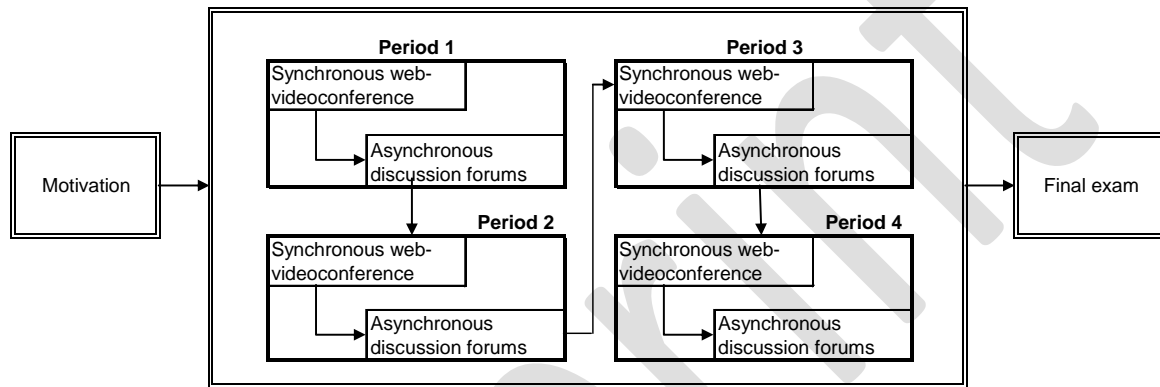 Motivation
Period 1
Synchronous web-
videoconference
Asynchronous
discussion forums
Period 2
Synchronous web-
videoconference
Asynchronous
discussion forums
Period 3
Synchronous web-
videoconference
Asynchronous
discussion forums
Period 4
Synchronous web-
videoconference
Asynchronous
discussion forums
Final exam